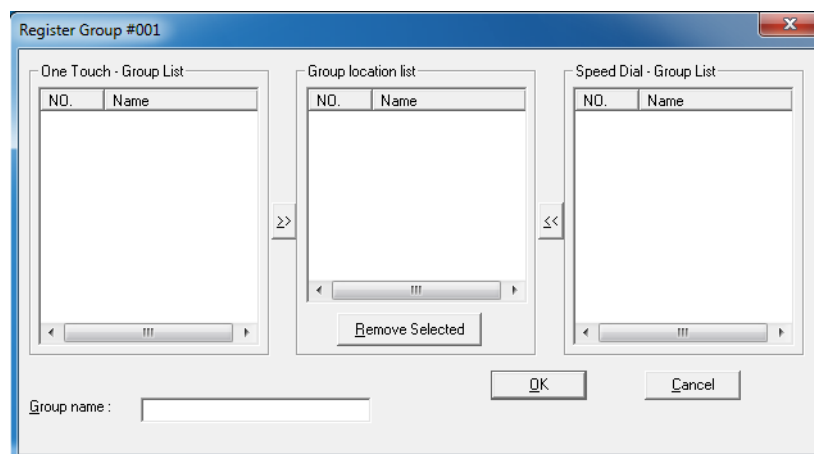 Register Group #001
One Touch - Group List
NO. Name
>>
Group location list
NO. Name
Remove Selected
<<
Speed Dial - Group List
NO. Name
OK
Cancel
Group name :